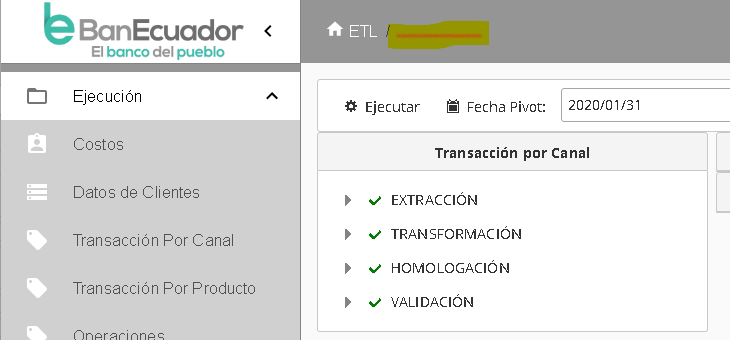 BanEcuador
El banco del pueblo
ETL /
Ejecución
Costos
Datos de Clientes
Transacción Por Canal
Transacción Por Producto
Operaciones
Ejecutar
Fecha Pivot:
2020/01/31
Transacción por Canal
EXTRACCIÓN
TRANSFORMACIÓN
HOMOLOGACIÓN
VALIDACIÓN